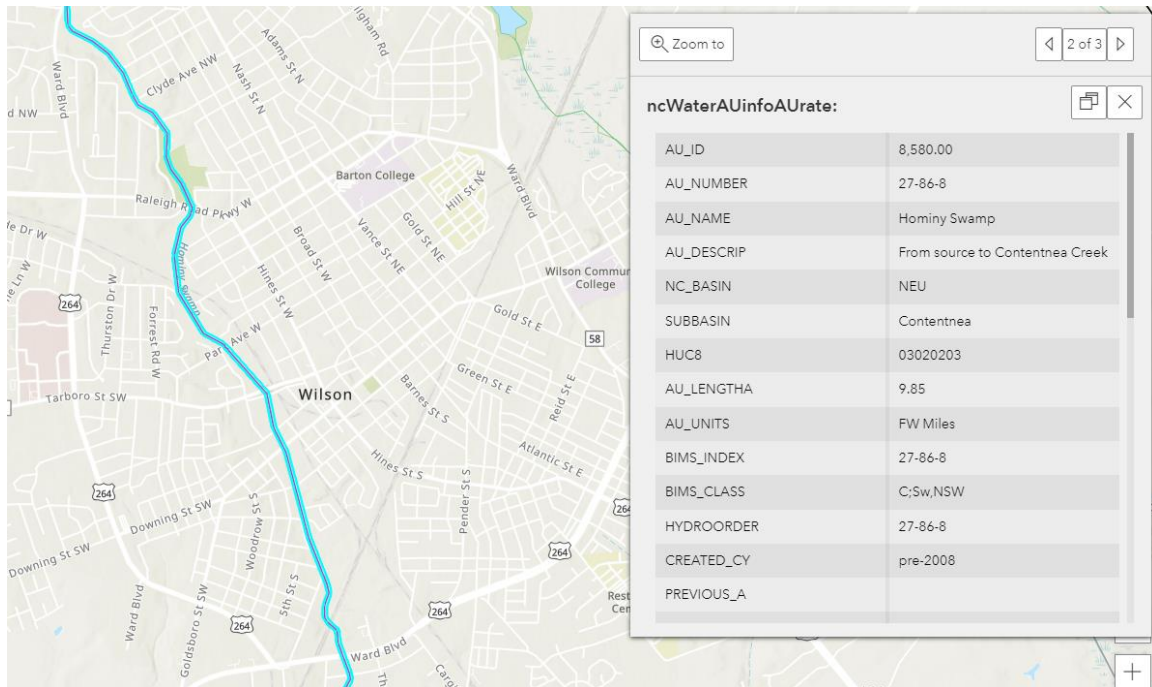 Zoom to
2 of 3
ncWaterAUinfoAUrate:
AU_ID 8,580.00
AU_NUMBER 27-86-8
AU_NAME Hominy Swamp
AU_DESCRIP From source to Contentnea Creek
NC_BASIN NEU
SUBBASIN Contentnea
HUC8 03020203
AU_LENGTHA 9.85
AU_UNITS FW Miles
BIMS_INDEX 27-86-8
BIMS_CLASS C;Sw,NSW
HYDROORDER 27-86-8
CREATED_CY pre-2008
PREVIOUS_A
Ward Blvd
Clyde Ave NW
Adams St N
Nash St N
d NW
Barton College
Hill St NE
Ward Blvd
Raleigh Road Pkwy W
Gold St NE
Vance St NE
Broad St W
Hominy Swamp
Hines St W
Wilson Commun
College
264
Thurston Dr W
Forrest Rd W
Park Ave W
Gold St E
58
Green St E
Reid St E
Wilson
Barnes St S
Tarboro St SW
Hines St S
Atlantic St E
Pender St S
264
Downing St SW
Downing St SW
Woodrow St S
264
5th St S
Ward Blvd
Goldsboro St SW
264
264
Ward Blvd